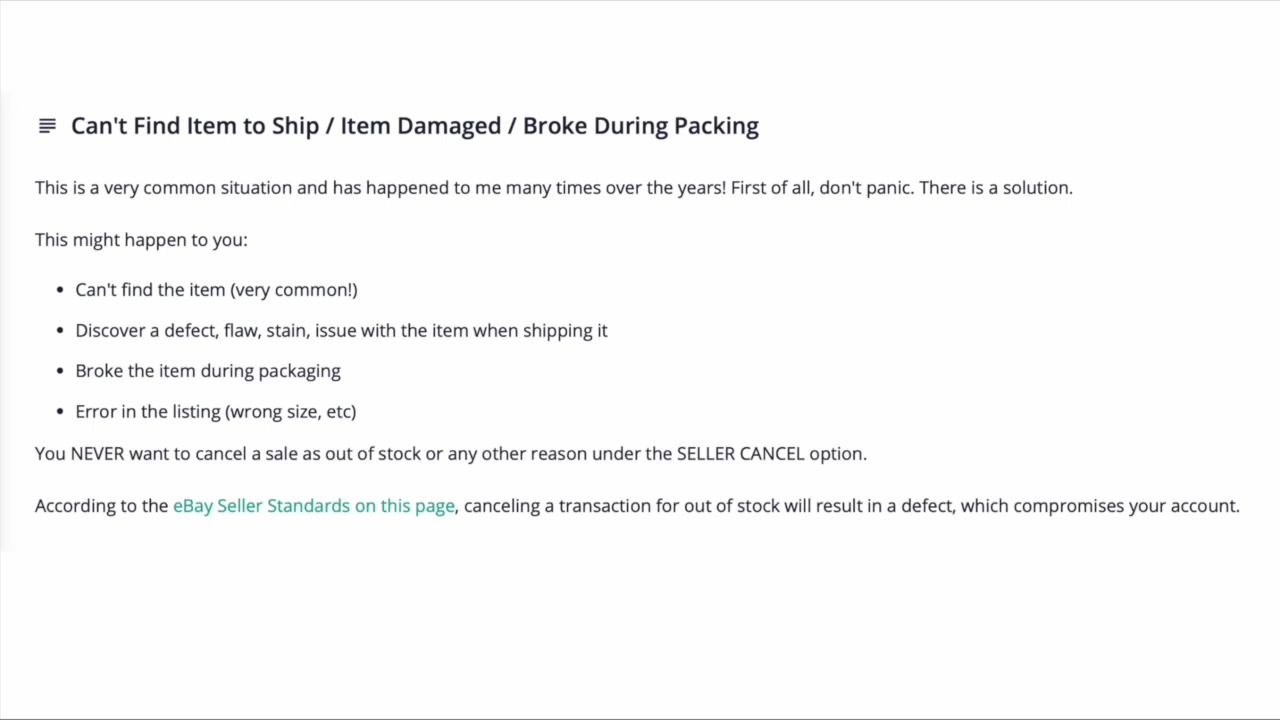 Can't Find Item to Ship / Item Damaged / Broke During Packing
This is a very common situation and has happened to me many times over the years! First of all, don't panic. There is a solution.
This might happen to you:
• Can't find the item (very common!)
• Discover a defect, flaw, stain, issue with the item when shipping it
• Broke the item during packaging
• Error in the listing (wrong size, etc)
You NEVER want to cancel a sale as out of stock or any other reason under the SELLER CANCEL option.
According to the eBay Seller Standards on this page, canceling a transaction for out of stock will result in a defect, which compromises your account.